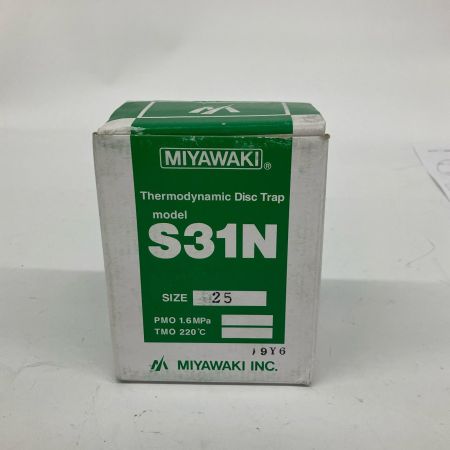 MIYAWAKI®
Thermodynamic Disc Trap
model
S31N
SIZE 25
PMO 1.6MPa
TMO 220℃
19Y6
MIYAWAKI INC.